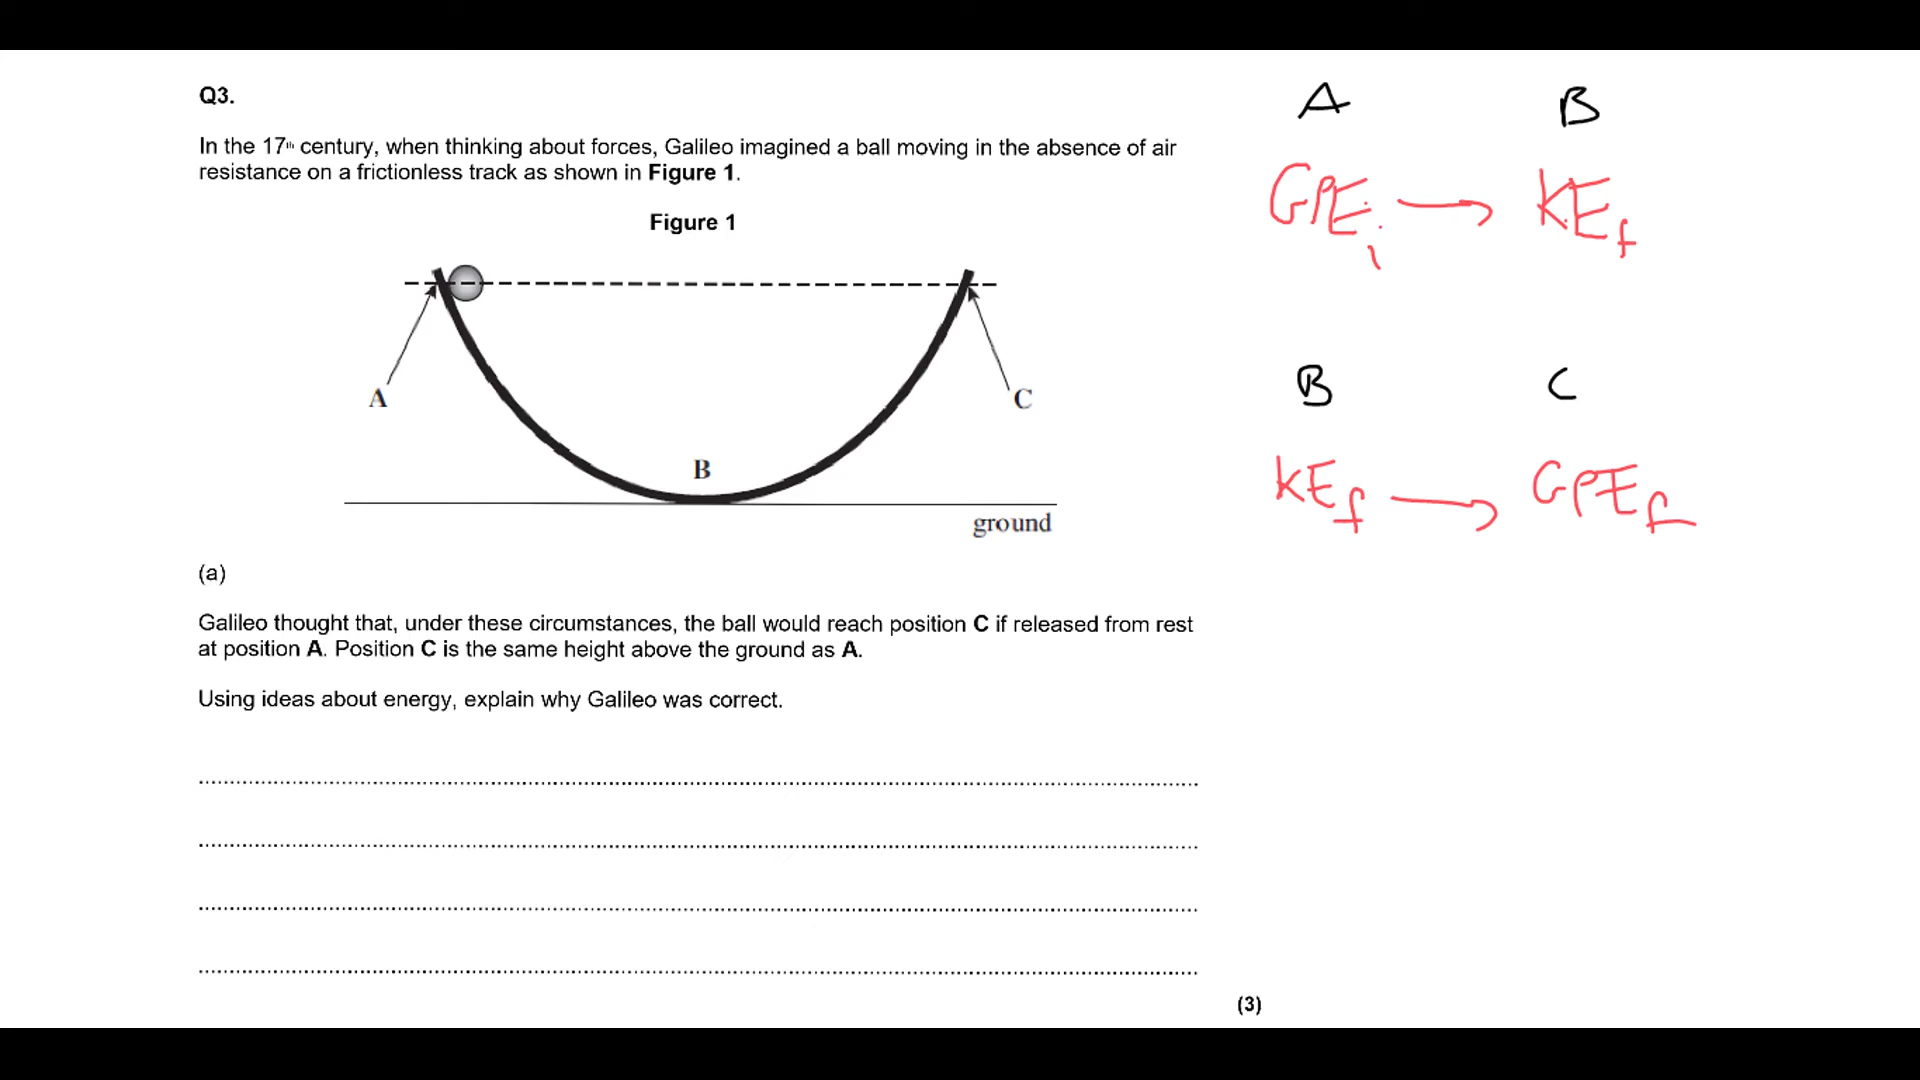 Q3.
In the 17th century, when thinking about forces, Galileo imagined a ball moving in the absence of air
resistance on a frictionless track as shown in Figure 1.
Figure 1
A
C
B
ground
(a)
Galileo thought that, under these circumstances, the ball would reach position C if released from rest
at position A. Position C is the same height above the ground as A.
Using ideas about energy, explain why Galileo was correct.
(3)
A B
GPEi → KEf
B C
KEf → GPEf